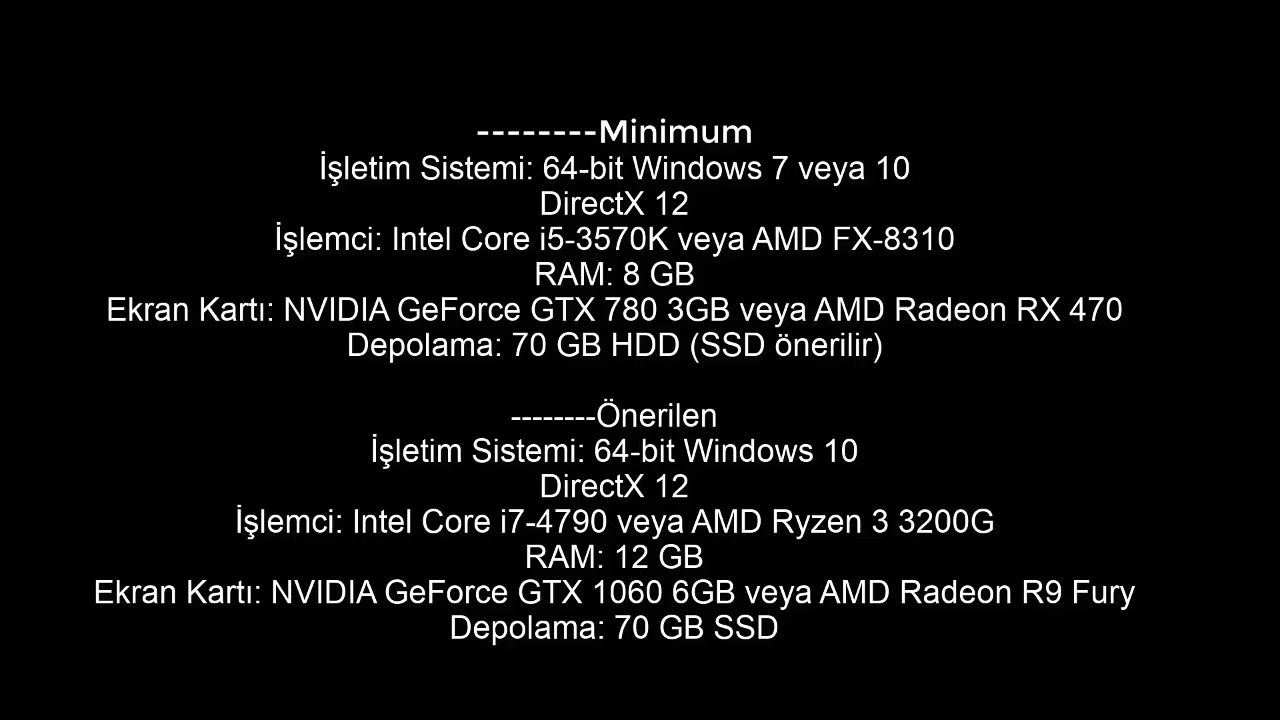 --------Minimum
İşletim Sistemi: 64-bit Windows 7 veya 10
DirectX 12
İşlemci: Intel Core i5-3570K veya AMD FX-8310
RAM: 8 GB
Ekran Kartı: NVIDIA GeForce GTX 780 3GB veya AMD Radeon RX 470
Depolama: 70 GB HDD (SSD önerilir)
--------Önerilen
İşletim Sistemi: 64-bit Windows 10
DirectX 12
İşlemci: Intel Core i7-4790 veya AMD Ryzen 3 3200G
RAM: 12 GB
Ekran Kartı: NVIDIA GeForce GTX 1060 6GB veya AMD Radeon R9 Fury
Depolama: 70 GB SSD